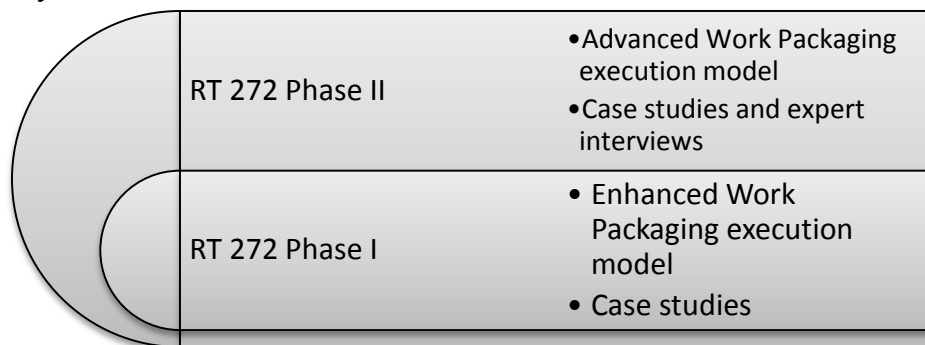 RT 272 Phase II
•Advanced Work Packaging
execution model
•Case studies and expert
interviews
RT 272 Phase I
• Enhanced Work
Packaging execution
model
• Case studies